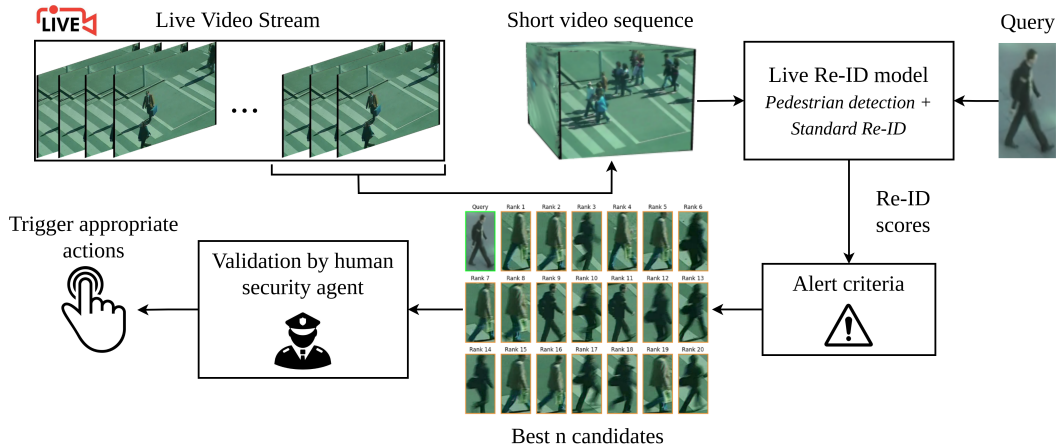 LIVE
Live Video Stream
Short video sequence
Query
...
Live Re-ID model
Pedestrian detection +
Standard Re-ID
Re-ID
scores
Alert criteria
Query Rank 1 Rank 2 Rank 3 Rank 4 Rank 5 Rank 6
Rank 7 Rank 8 Rank 9 Rank 10 Rank 11 Rank 12 Rank 13
Rank 14 Rank 15 Rank 16 Rank 17 Rank 18 Rank 19 Rank 20
Best n candidates
Validation by human
security agent
Trigger appropriate
actions